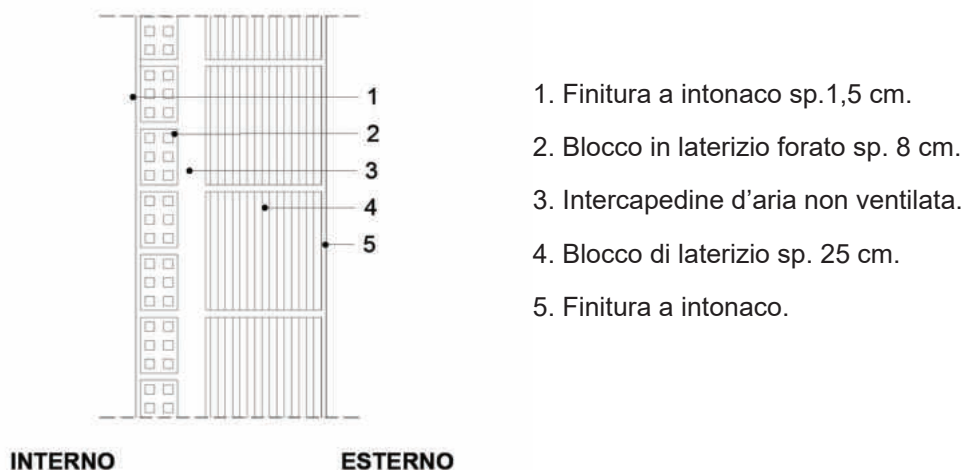 1
2
3
4
5
1. Finitura a intonaco sp.1,5 cm.
2. Blocco in laterizio forato sp. 8 cm.
3. Intercapedine d'aria non ventilata.
4. Blocco di laterizio sp. 25 cm.
5. Finitura a intonaco.
INTERNO
ESTERNO